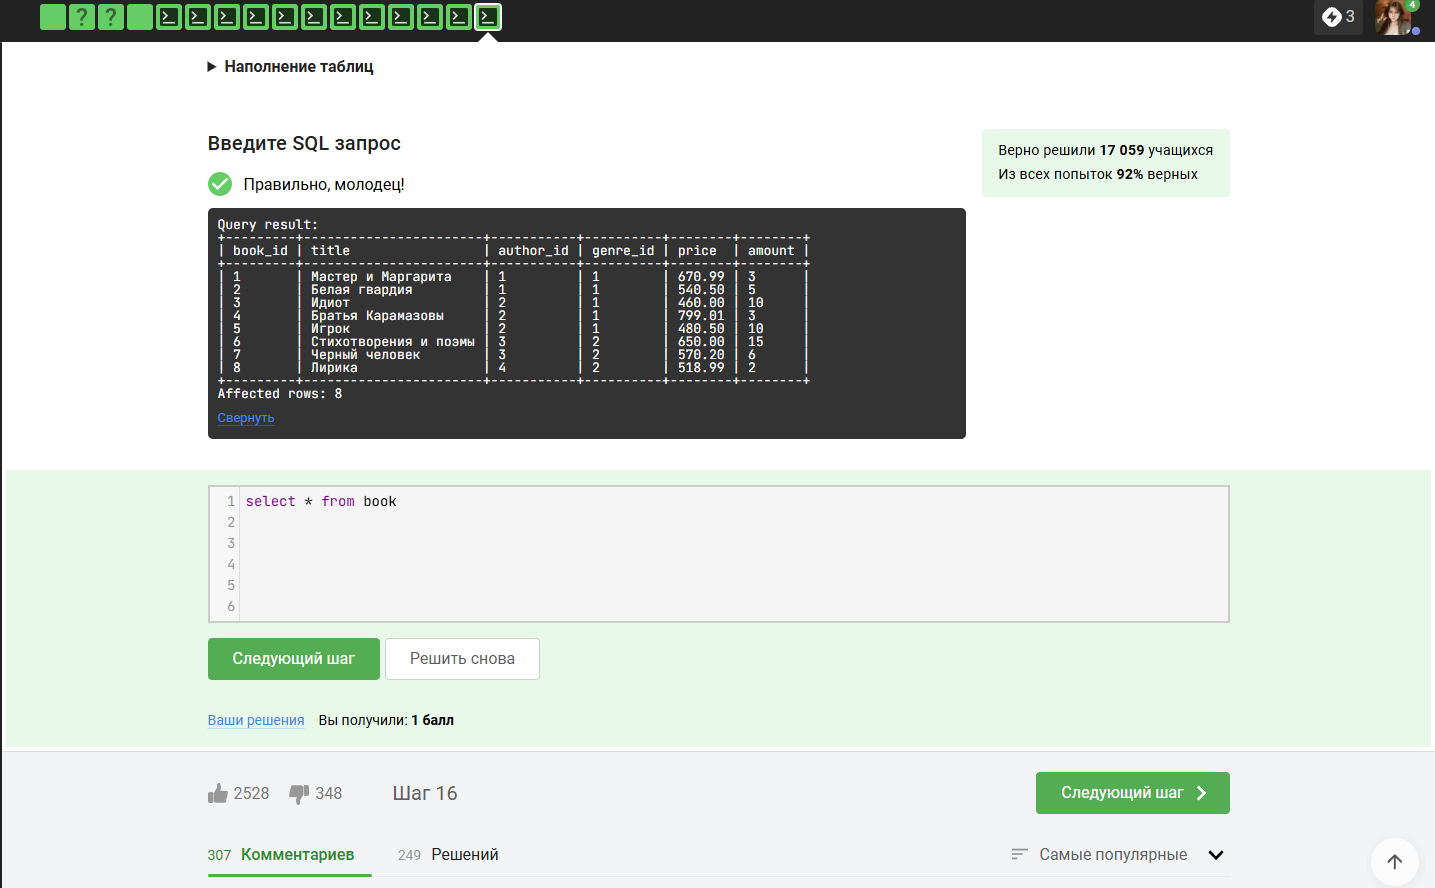 ? ?
3
4
Наполнение таблиц
Введите SQL запрос
Верно решили 17 059 учащихся
Из всех попыток 92% верных
Правильно, молодец!
Query result:
+---------+-----------------------+-----------+----------+--------+--------+
| book_id | title                 | author_id | genre_id | price  | amount |
+---------+-----------------------+-----------+----------+--------+--------+
| 1       | Мастер и Маргарита    | 1         | 1        | 670.99 | 3      |
| 2       | Белая гвардия         | 1         | 1        | 540.50 | 5      |
| 3       | Идиот                 | 2         | 1        | 460.00 | 10     |
| 4       | Братья Карамазовы     | 2         | 1        | 799.01 | 3      |
| 5       | Игрок                 | 2         | 1        | 480.50 | 10     |
| 6       | Стихотворения и поэмы | 3         | 2        | 650.00 | 15     |
| 7       | Черный человек        | 3         | 2        | 570.20 | 6      |
| 8       | Лирика                | 4         | 2        | 518.99 | 2      |
+---------+-----------------------+-----------+----------+--------+--------+
Affected rows: 8
Свернуть
1 select * from book
2
3
4
5
6
Следующий шаг Решить снова
Ваши решения Вы получили: 1 балл
2528 348 Шаг 16 Следующий шаг
307 Комментариев 249 Решений Самые популярные